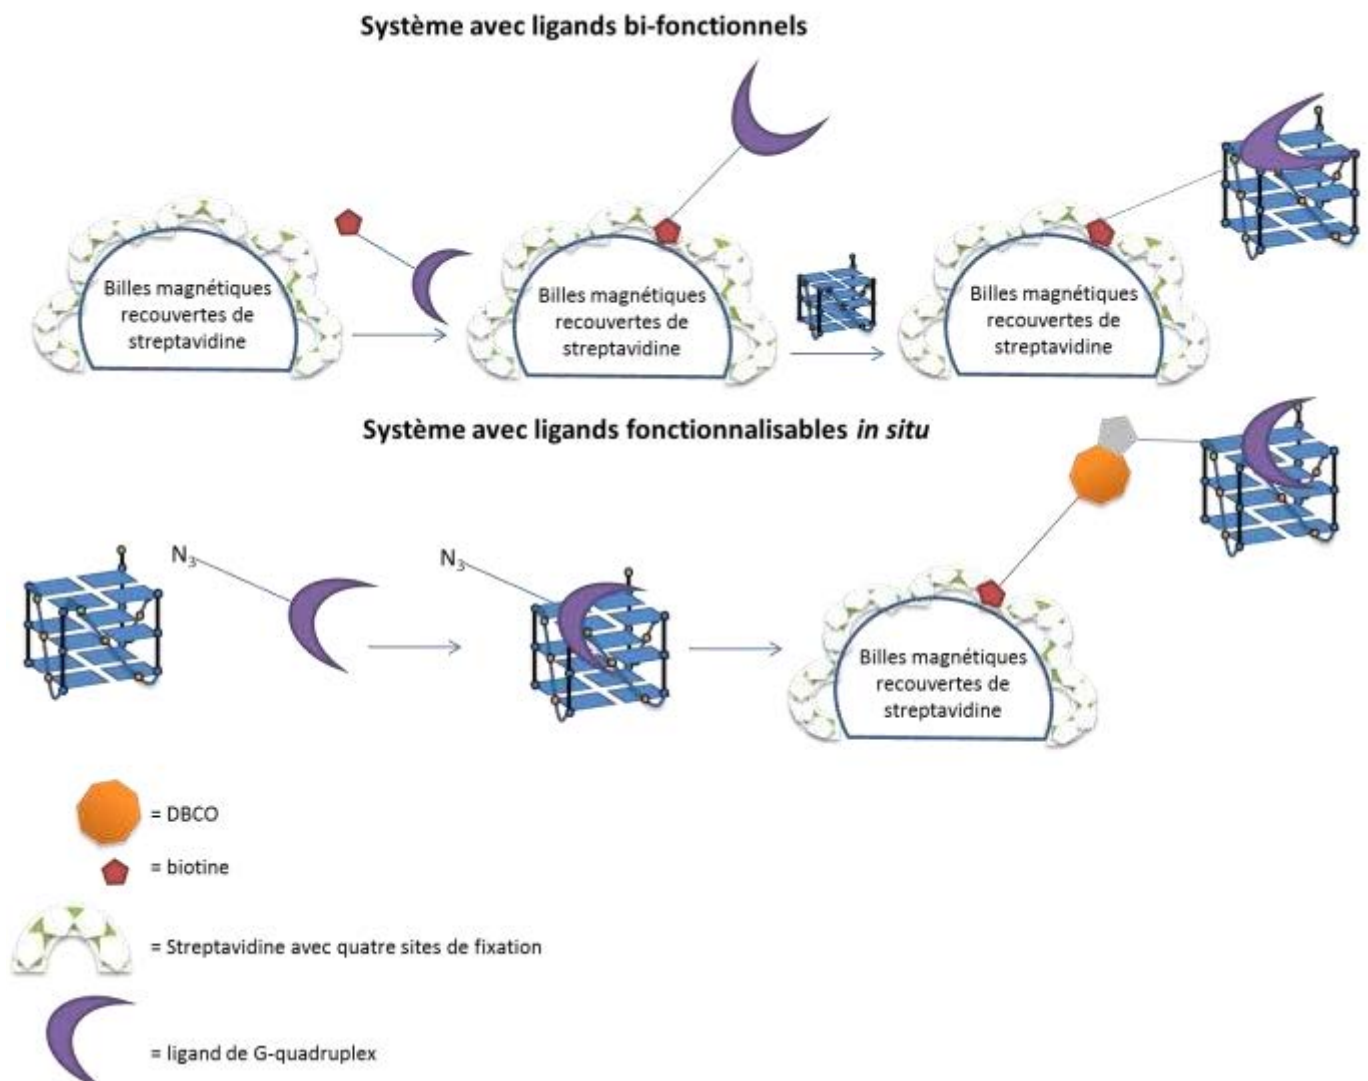 Système avec ligands bi-fonctionnels
Billes magnétiques
recouvertes de
streptavidine
Billes magnétiques
recouvertes de
streptavidine
Billes magnétiques
recouvertes de
streptavidine
Système avec ligands fonctionnalisables in situ
N3
N3
Billes magnétiques
recouvertes de
streptavidine
= DBCO
= biotine
= Streptavidine avec quatre sites de fixation
= ligand de G-quadruplex